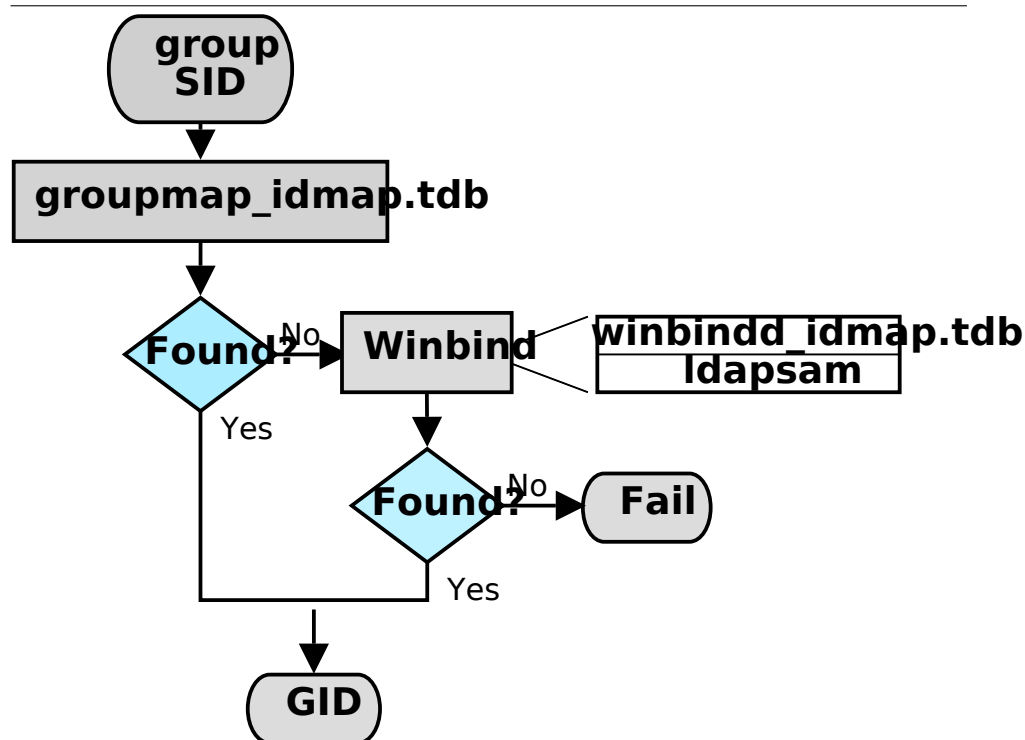 group
SID
groupmap_idmap.tdb
Found?
No
Winbind
winbindd_idmap.tdb
ldapsam
Yes
Found?
No
Fail
Yes
GID